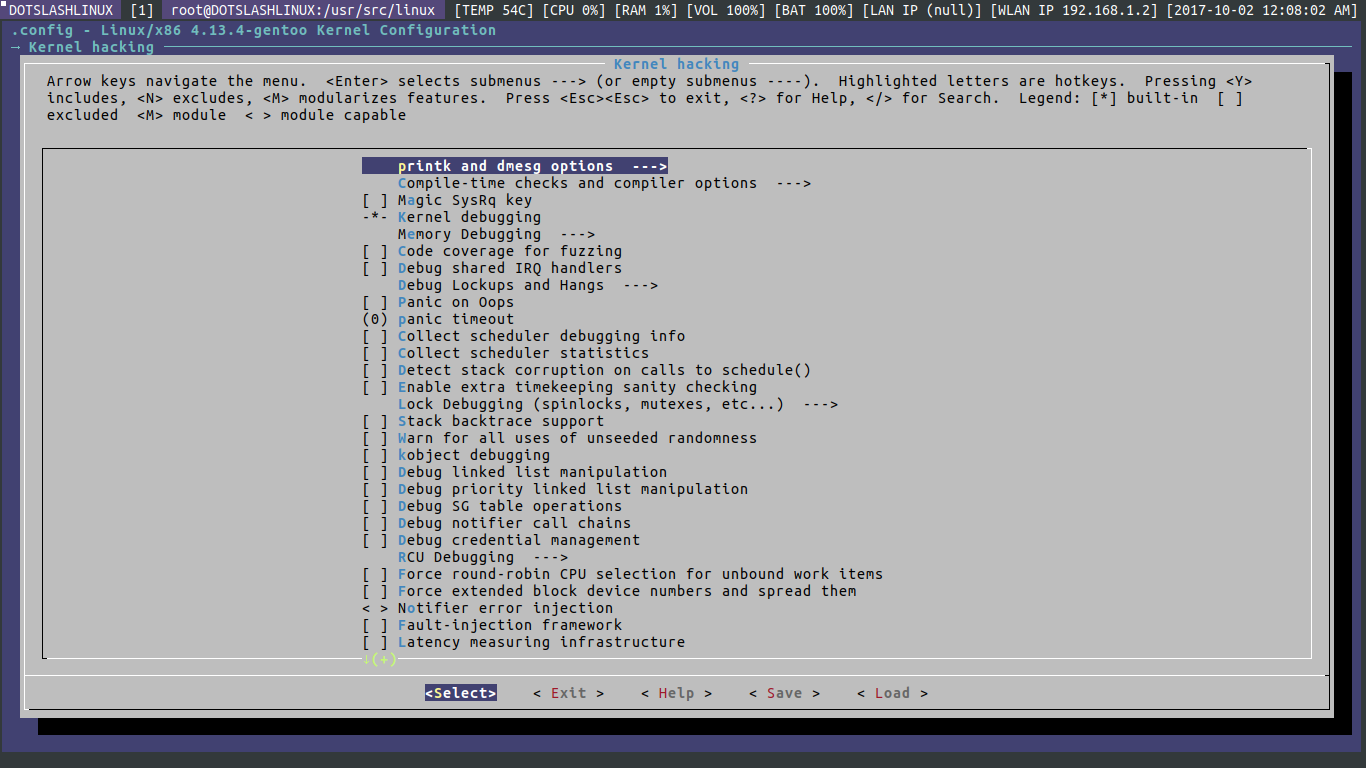 DOTSLASHLINUX [1] root@DOTSLASHLINUX:/usr/src/linux [TEMP 54C] [CPU 0%] [RAM 1%] [VOL 100%] [BAT 100%] [LAN IP (null)] [WLAN IP 192.168.1.2] [2017-10-02 12:08:02 AM]
.config - Linux/x86 4.13.4-gentoo Kernel Configuration
→ Kernel hacking
Kernel hacking
Arrow keys navigate the menu.  <Enter> selects submenus ---> (or empty submenus ----).  Highlighted letters are hotkeys.  Pressing <Y>
includes, <N> excludes, <M> modularizes features.  Press <Esc><Esc> to exit, <?> for Help, </> for Search.  Legend: [*] built-in  [ ]
excluded  <M> module  < > module capable
printk and dmesg options  --->
Compile-time checks and compiler options  --->
[ ] Magic SysRq key
-*- Kernel debugging
Memory Debugging  --->
[ ] Code coverage for fuzzing
[ ] Debug shared IRQ handlers
Debug Lockups and Hangs  --->
[ ] Panic on Oops
(0) panic timeout
[ ] Collect scheduler debugging info
[ ] Collect scheduler statistics
[ ] Detect stack corruption on calls to schedule()
[ ] Enable extra timekeeping sanity checking
Lock Debugging (spinlocks, mutexes, etc...)  --->
[ ] Stack backtrace support
[ ] Warn for all uses of unseeded randomness
[ ] kobject debugging
[ ] Debug linked list manipulation
[ ] Debug priority linked list manipulation
[ ] Debug SG table operations
[ ] Debug notifier call chains
[ ] Debug credential management
RCU Debugging  --->
[ ] Force round-robin CPU selection for unbound work items
[ ] Force extended block device numbers and spread them
< > Notifier error injection
[ ] Fault-injection framework
[ ] Latency measuring infrastructure
↕(+)
<Select>    < Exit >    < Help >    < Save >    < Load >